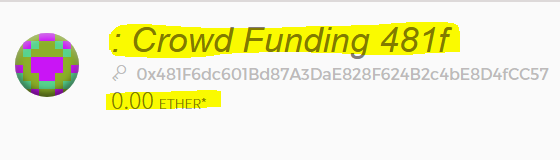 : Crowd Funding 481f
0x481F6dc601Bd87A3DaE828F624B2c4bE8D4fCC57
0.00 ETHER*